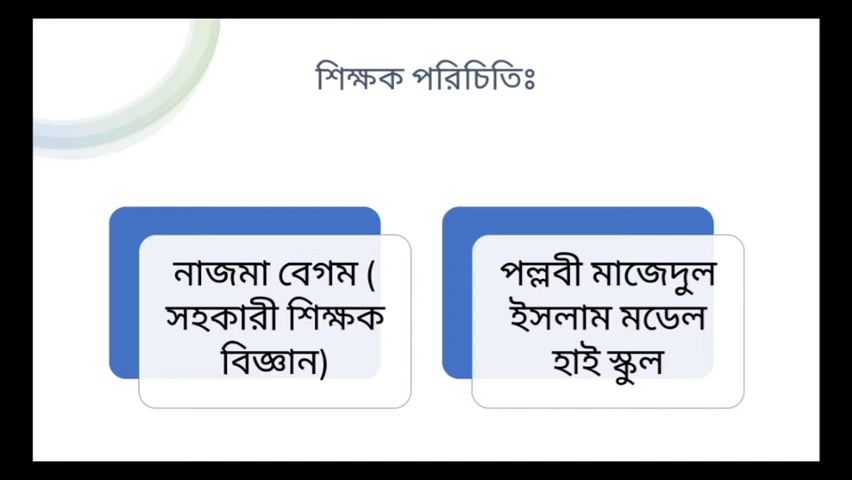 শিক্ষক পরিচিতিঃ
নাজমা বেগম (
সহকারী শিক্ষক
বিজ্ঞান)
পল্লবী মাজেদুল
ইসলাম মডেল
হাই স্কুল